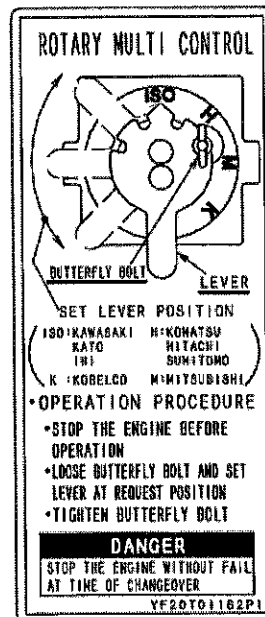 ROTARY MULTI CONTROL
ISO
H
M
K
BUTTERFLY BOLT
LEVER
SET LEVER POSITION
ISO:KAWASAKI H:KOMATSU
KATO HITACHI
IHI SUMITOMO
K :KOBELCO M:MITSUBISHI
•OPERATION PROCEDURE
•STOP THE ENGINE BEFORE
OPERATION
•LOOSE BUTTERFLY BOLT AND SET
LEVER AT REQUEST POSITION
•TIGHTEN BUTTERFLY BOLT
DANGER
STOP THE ENGINE WITHOUT FAIL
AT TIME OF CHANGEOVER
YF20T01162P1